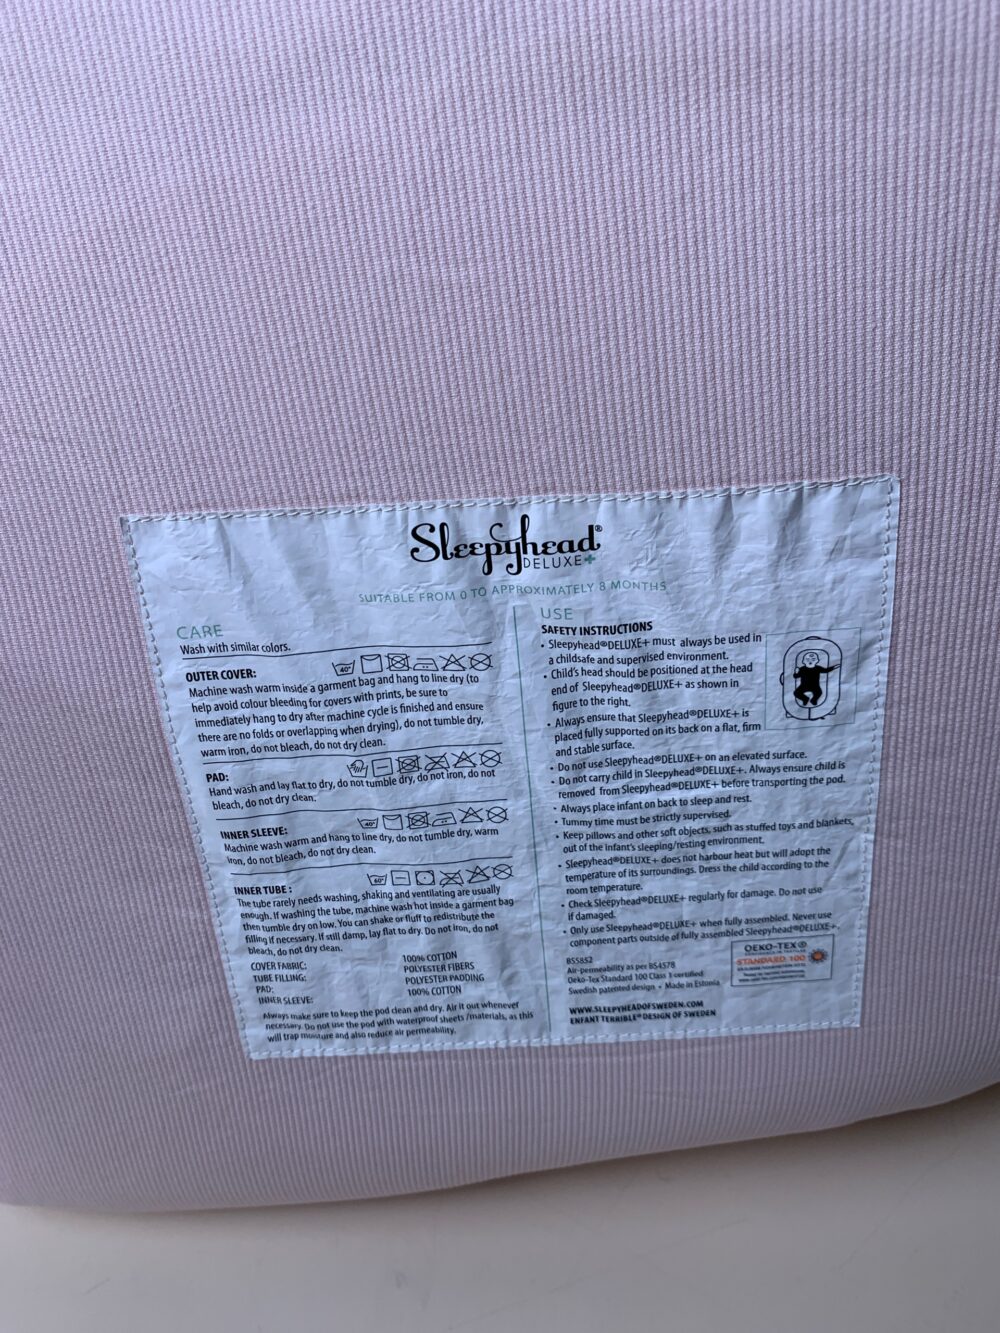 Sleepyhead®
DELUXE+
SUITABLE FROM 0 TO APPROXIMATELY 8 MONTHS
CARE
Wash with similar colors.
OUTER COVER:
40°
Machine wash warm inside a garment bag and hang to line dry (to
help avoid colour bleeding for covers with prints, be sure to
immediately hang to dry after machine cycle is finished and ensure
there are no folds or overlapping when drying), do not tumble dry,
warm iron, do not bleach, do not dry clean.
PAD:
Hand wash and lay flat to dry, do not tumble dry, do not iron, do not
bleach, do not dry clean.
INNER SLEEVE:
40°
Machine wash warm and hang to line dry, do not tumble dry, warm
iron, do not bleach, do not dry clean.
INNER TUBE :
60°
The tube rarely needs washing, shaking and ventilating are usually
enough. If washing the tube, machine wash hot inside a garment bag
then tumble dry on low. You can shake or fluff to redistribute the
filling if necessary. If still damp, lay flat to dry. Do not iron, do not
bleach, do not dry clean.
COVER FABRIC: 100% COTTON
TUBE FILLING: POLYESTER FIBERS
PAD: POLYESTER PADDING
INNER SLEEVE: 100% COTTON
Always make sure to keep the pod clean and dry. Air it out whenever
necessary. Do not use the pod with waterproof sheets /materials, as this
will trap moisture and also reduce air permeability.
USE
SAFETY INSTRUCTIONS
• Sleepyhead®DELUXE+ must always be used in
a childsafe and supervised environment.
• Child's head should be positioned at the head
end of Sleepyhead®DELUXE+ as shown in
figure to the right.
• Always ensure that Sleepyhead®DELUXE+ is
placed fully supported on its back on a flat, firm
and stable surface.
• Do not use Sleepyhead®DELUXE+ on an elevated surface.
• Do not carry child in Sleepyhead®DELUXE+. Always ensure child is
removed from Sleepyhead®DELUXE+ before transporting the pod.
• Always place infant on back to sleep and rest.
• Tummy time must be strictly supervised.
• Keep pillows and other soft objects, such as stuffed toys and blankets,
out of the infant's sleeping/resting environment.
• Sleepyhead®DELUXE+ does not harbour heat but will adopt the
temperature of its surroundings. Dress the child according to the
room temperature.
• Check Sleepyhead®DELUXE+ regularly for damage. Do not use
if damaged.
• Only use Sleepyhead®DELUXE+ when fully assembled. Never use
component parts outside of fully assembled Sleepyhead®DELUXE+.
BS5852
Air-permeability as per BS4578
Oeko-Tex Standard 100 Class 1 certified
Swedish patented design • Made in Estonia
OEKO-TEX®
STANDARD 100
WWW.SLEEPYHEADOFSWEDEN.COM
ENFANT TERRIBLE® DESIGN OF SWEDEN